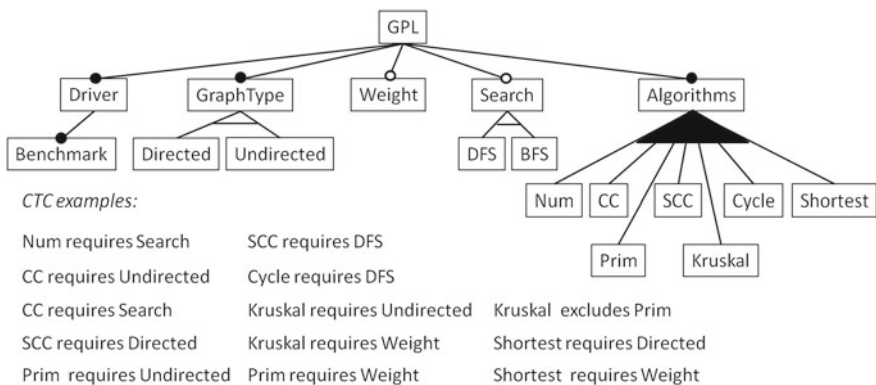 GPL
Driver GraphType Weight Search Algorithms
Benchmark Directed Undirected DFS BFS
Num CC SCC Cycle Shortest
Prim Kruskal
CTC examples:
Num requires Search SCC requires DFS
CC requires Undirected Cycle requires DFS
CC requires Search Kruskal requires Undirected Kruskal excludes Prim
SCC requires Directed Kruskal requires Weight Shortest requires Directed
Prim requires Undirected Prim requires Weight Shortest requires Weight